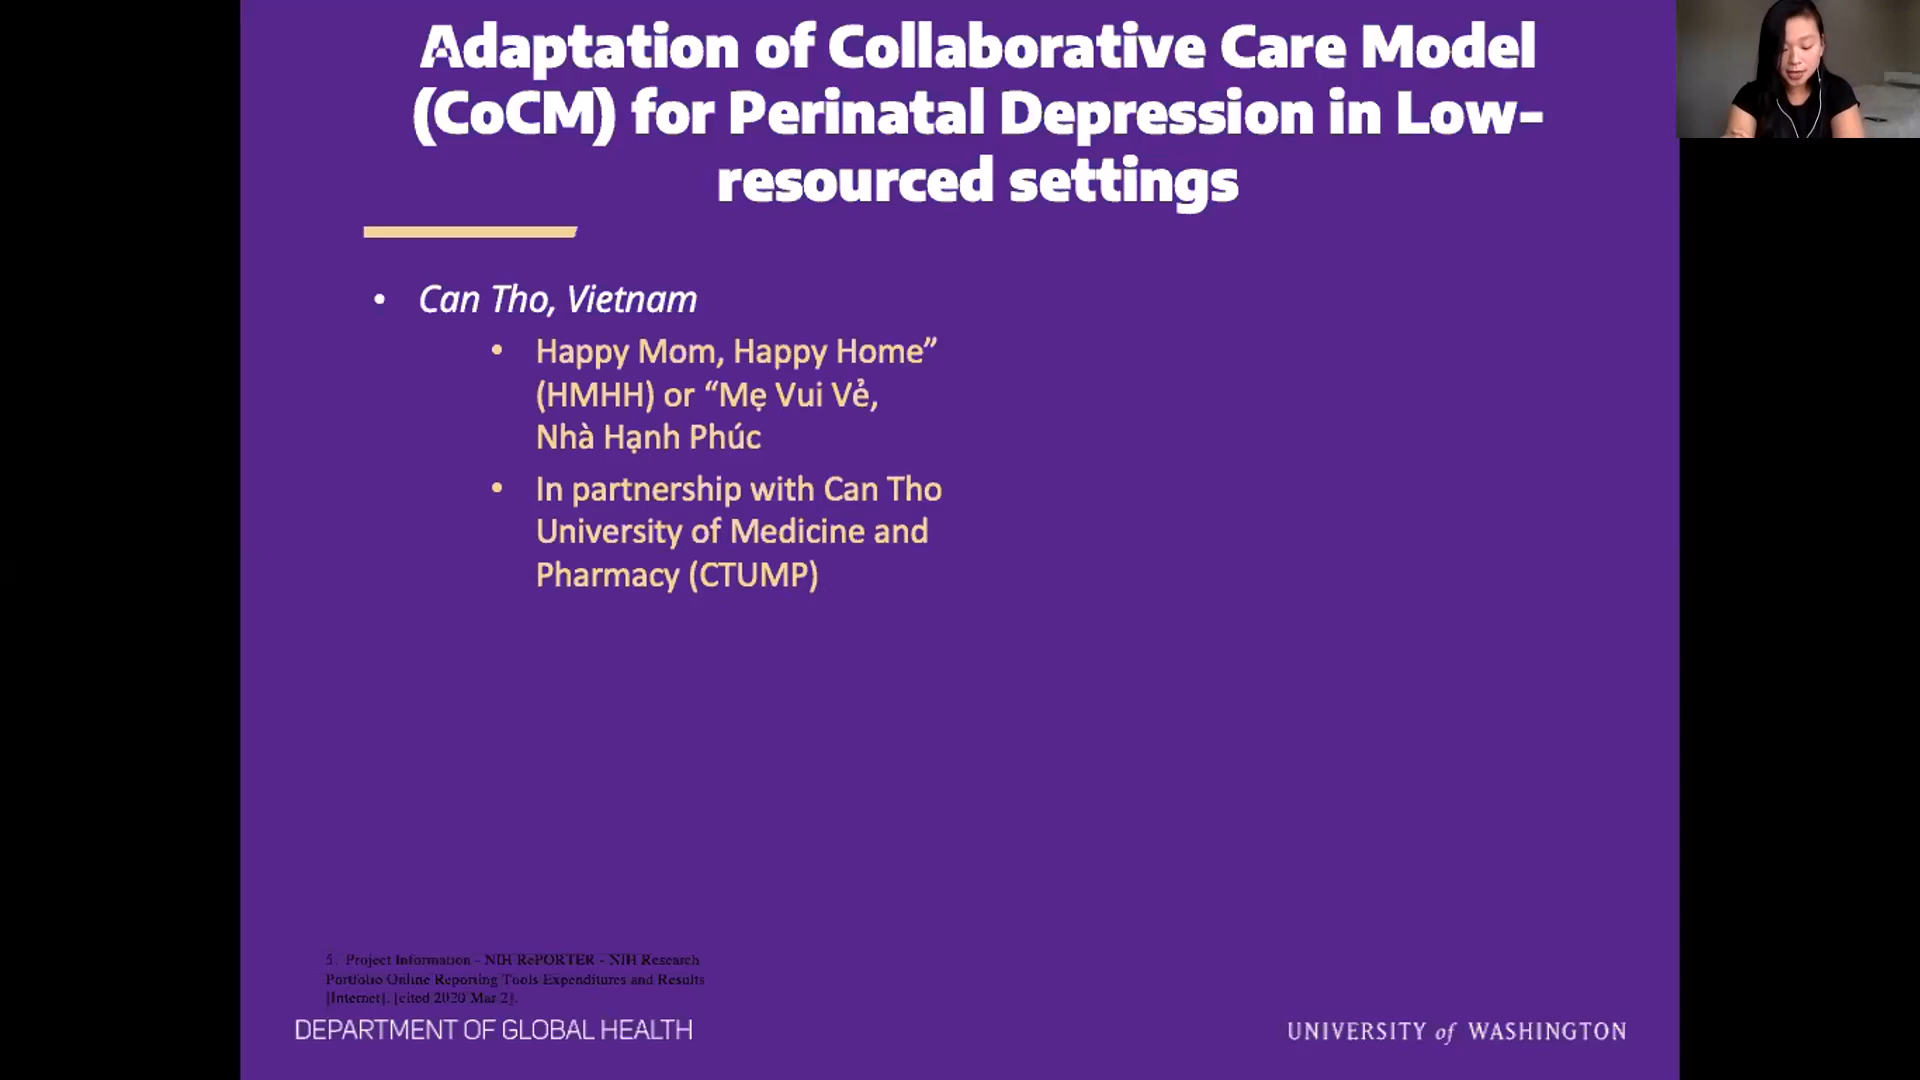 Adaptation of Collaborative Care Model
(CoCM) for Perinatal Depression in Low-
resourced settings
• Can Tho, Vietnam
• Happy Mom, Happy Home”
(HMHH) or “Mẹ Vui Vẻ,
Nhà Hạnh Phúc
• In partnership with Can Tho
University of Medicine and
Pharmacy (CTUMP)
5. Project Information - NIH RePORTER - NIH Research
Portfolio Online Reporting Tools Expenditures and Results
[Internet]. [cited 2020 Mar 2].
DEPARTMENT OF GLOBAL HEALTH
UNIVERSITY of WASHINGTON